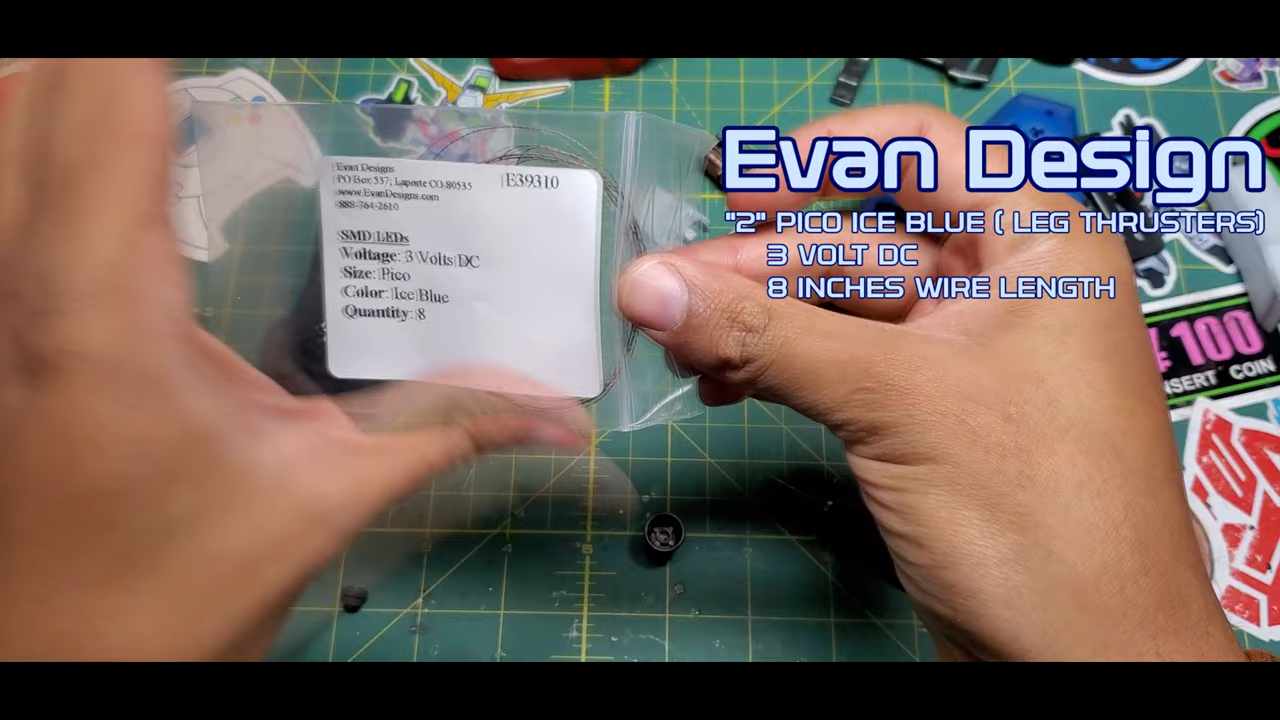 Evan Designs
PO Box 537, Laporte CO 80535
www.EvanDesigns.com
888-764-2610
E39310
SMD LEDs
Voltage: 3 Volts DC
Size: Pico
Color: Ice Blue
Quantity: 8
Evan Design
"2" PICO ICE BLUE ( LEG THRUSTERS)
3 VOLT DC
8 INCHES WIRE LENGTH
100
INSERT COIN